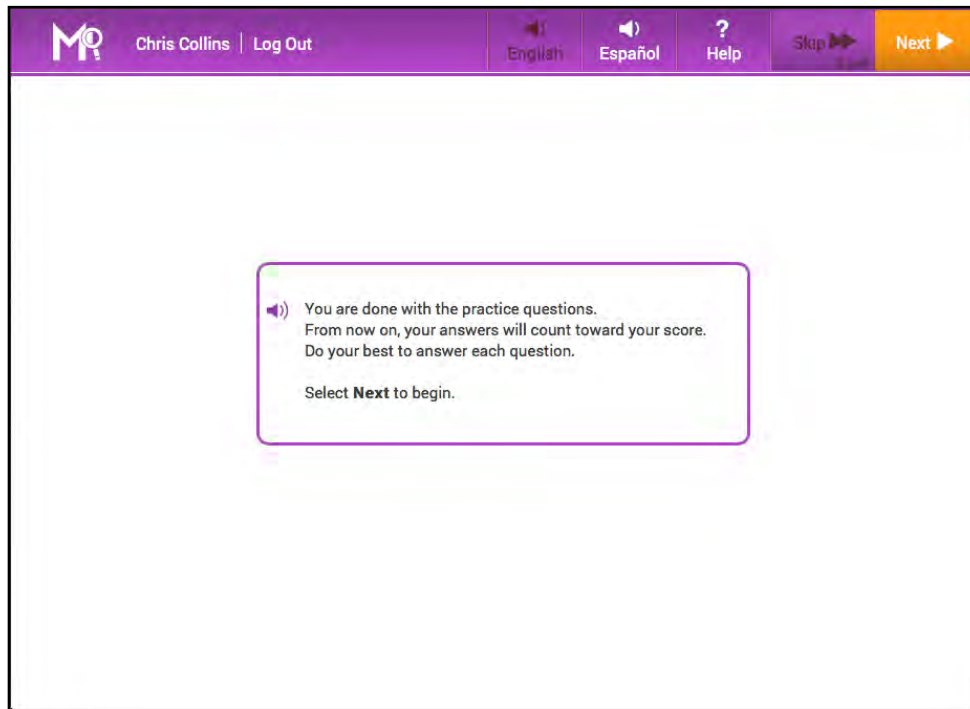 MI
Chris Collins | Log Out
English
Español
?
Help
Skip
Next
You are done with the practice questions.
From now on, your answers will count toward your score.
Do your best to answer each question.
Select Next to begin.